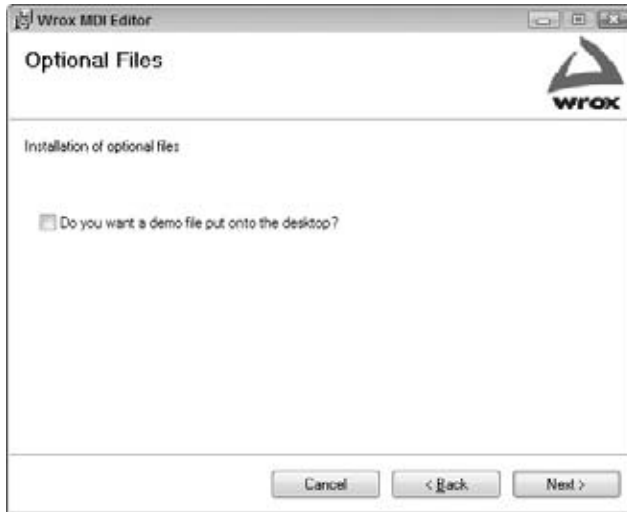 Wrox MDI Editor
Optional Files
wrox
Installation of optional files
Do you want a demo file put onto the desktop?
Cancel
< Back
Next >